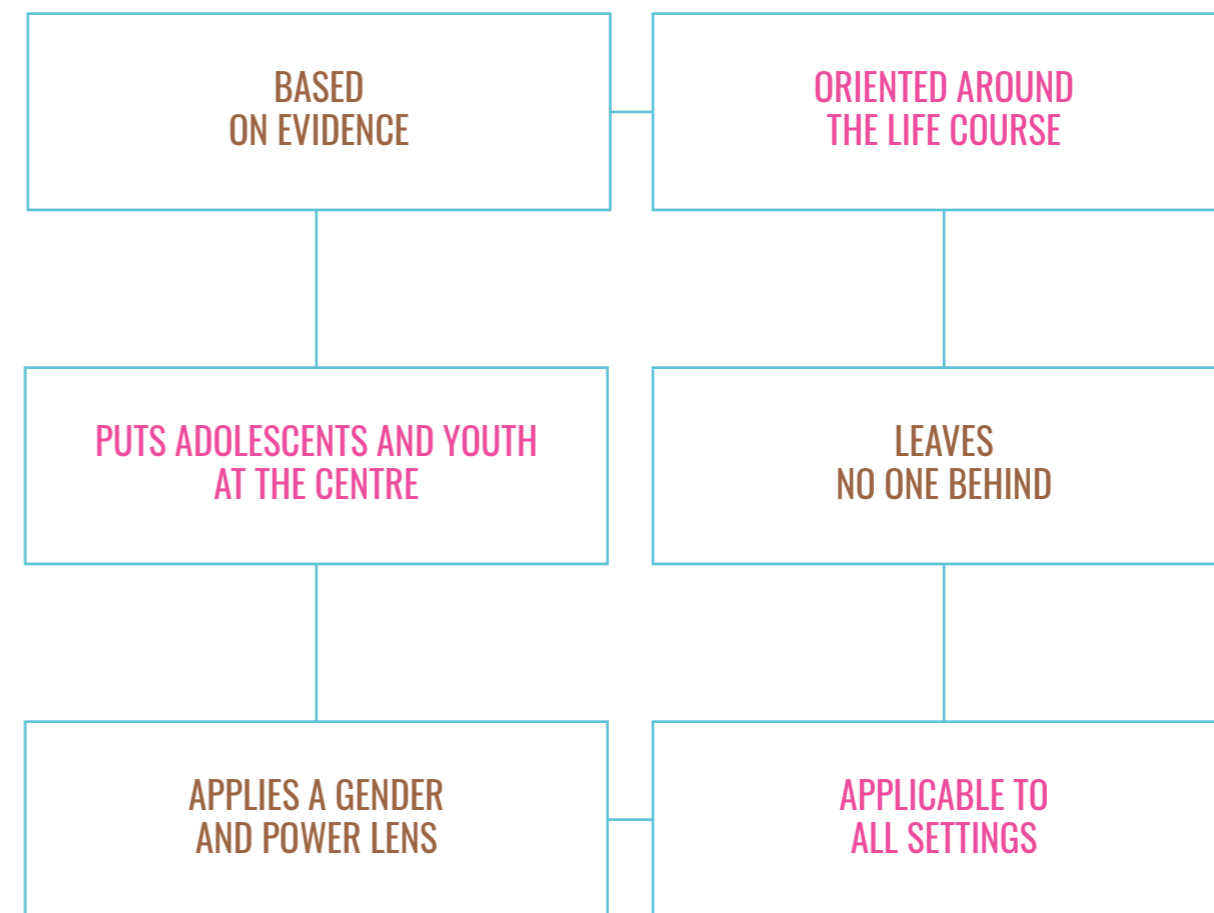 BASED
ON EVIDENCE
ORIENTED AROUND
THE LIFE COURSE
PUTS ADOLESCENTS AND YOUTH
AT THE CENTRE
LEAVES
NO ONE BEHIND
APPLIES A GENDER
AND POWER LENS
APPLICABLE TO
ALL SETTINGS